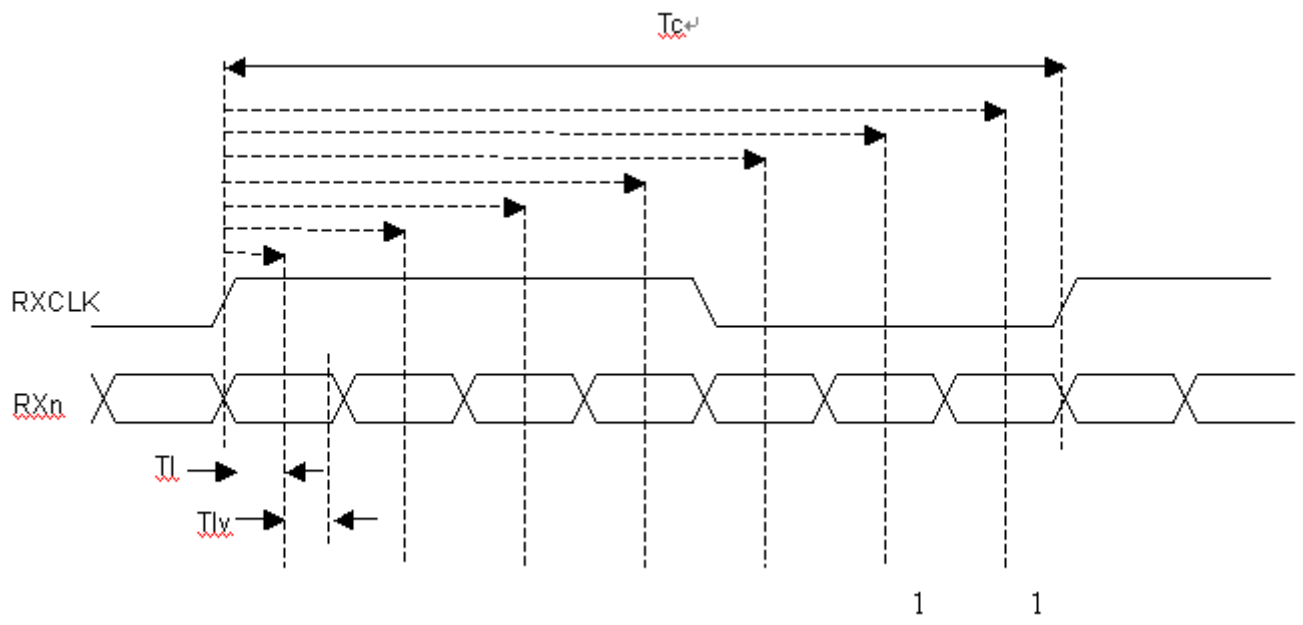 Tc↵
RXCLK
RXn
Tl
Tlv
1 1